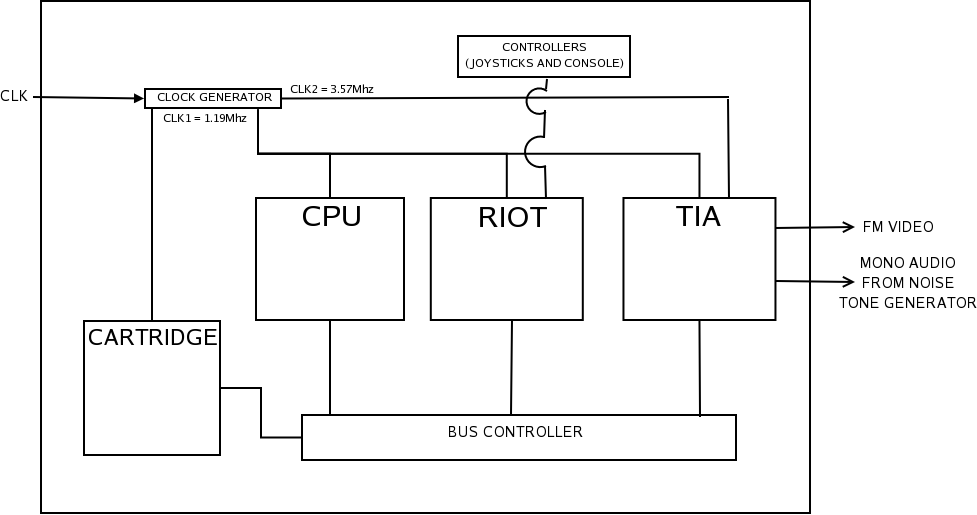 CONTROLLERS
(JOYSTICKS AND CONSOLE)
CLK
CLOCK GENERATOR
CLK2 = 3.57Mhz
CLK1 = 1.19Mhz
CPU
RIOT
TIA
FM VIDEO
MONO AUDIO
FROM NOISE
TONE GENERATOR
CARTRIDGE
BUS CONTROLLER